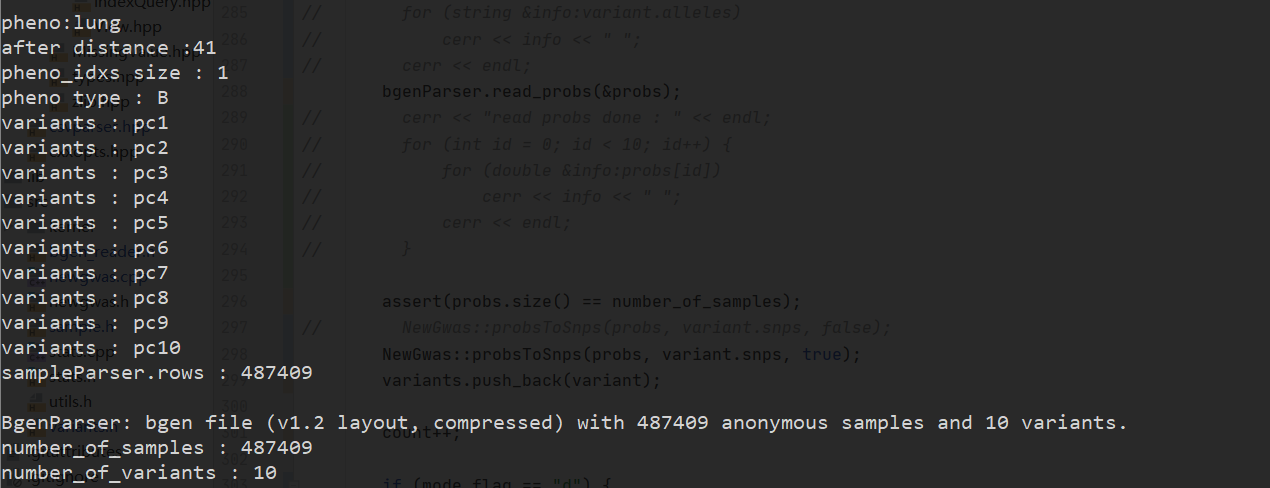 pheno:lung
after distance :41
pheno_idxs size : 1
pheno type : B
variants : pc1
variants : pc2
variants : pc3
variants : pc4
variants : pc5
variants : pc6
variants : pc7
variants : pc8
variants : pc9
variants : pc10
sampleParser.rows : 487409
BgenParser: bgen file (v1.2 layout, compressed) with 487409 anonymous samples and 10 variants.
number_of_samples : 487409
number_of_variants : 10
indexQuery.hpp
utils.h
285 // for (string &info:variant.alleles)
286 // cerr << info << " ";
287 // cerr << endl;
288 bgenParser.read_probs(&probs);
289 // cerr << "read probs done : " << endl;
290 // for (int id = 0; id < 10; id++) {
291 // for (double &info:probs[id])
292 // cerr << info << " ";
293 // cerr << endl;
294 // }
295
296 assert(probs.size() == number_of_samples);
297 // NewGwas::probsToSnps(probs, variant.snps, false);
298 NewGwas::probsToSnps(probs, variant.snps, true);
variants.push_back(variant);
count++;
if (mode_flag == "d") {